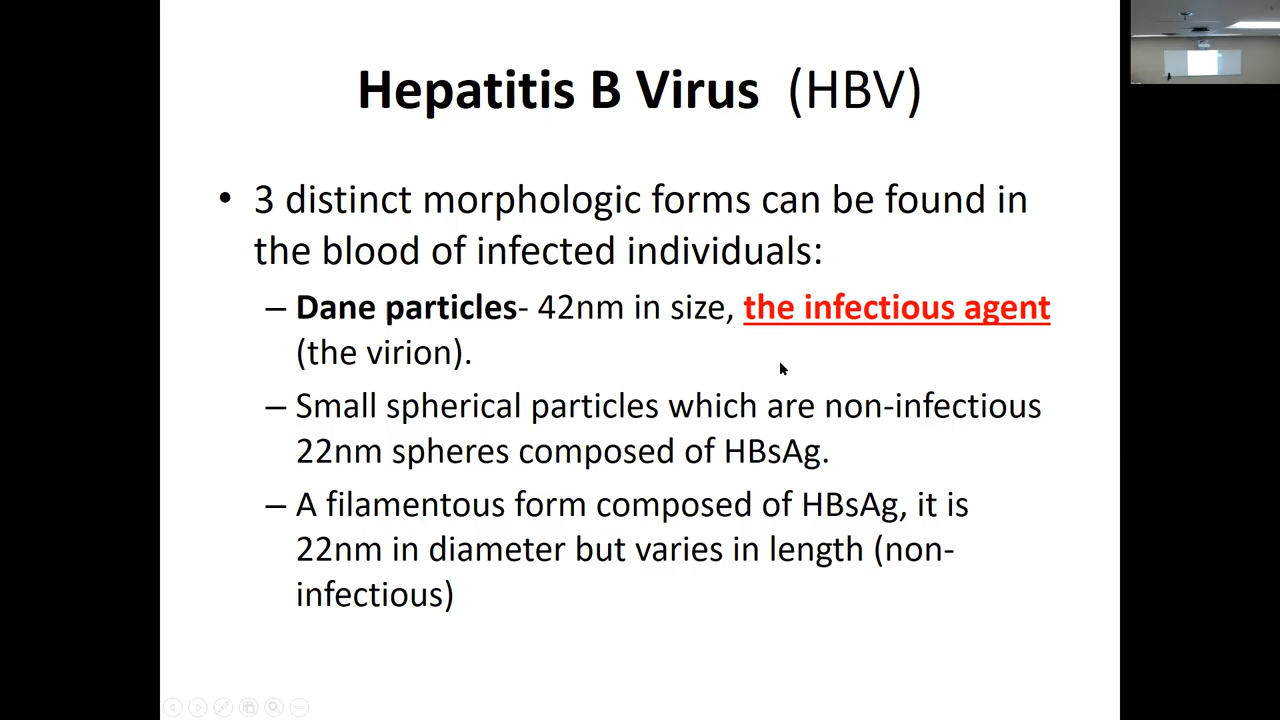 Hepatitis B Virus (HBV)
• 3 distinct morphologic forms can be found in
the blood of infected individuals:
– Dane particles- 42nm in size, the infectious agent
(the virion).
– Small spherical particles which are non-infectious
22nm spheres composed of HBsAg.
– A filamentous form composed of HBsAg, it is
22nm in diameter but varies in length (non-
infectious)